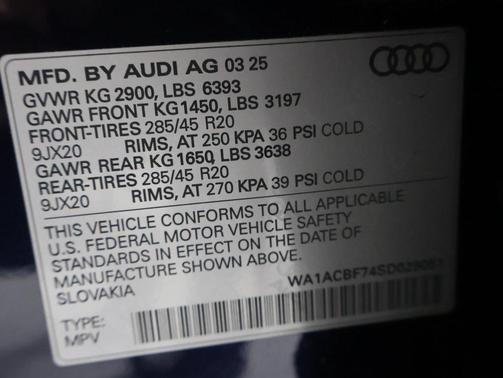 MFD. BY AUDI AG 03 25
GVWR KG 2900, LBS 6393
GAWR FRONT KG1450, LBS 3197
FRONT-TIRES 285/45 R20
9JX20 RIMS, AT 250 KPA 36 PSI COLD
GAWR REAR KG 1650, LBS 3638
REAR-TIRES 285/45 R20
9JX20 RIMS, AT 270 KPA 39 PSI COLD
THIS VEHICLE CONFORMS TO ALL APPLICABLE
U.S. FEDERAL MOTOR VEHICLE SAFETY
STANDARDS IN EFFECT ON THE DATE OF
MANUFACTURE SHOWN ABOVE.
SLOVAKIA
TYPE:
MPV